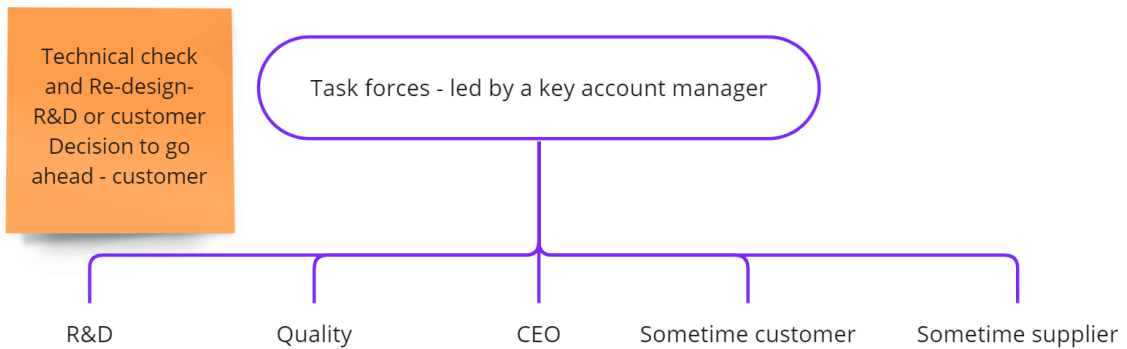 Technical check
and Re-design-
R&D or customer
Decision to go
ahead - customer
Task forces - led by a key account manager
R&D
Quality
CEO
Sometime customer
Sometime supplier